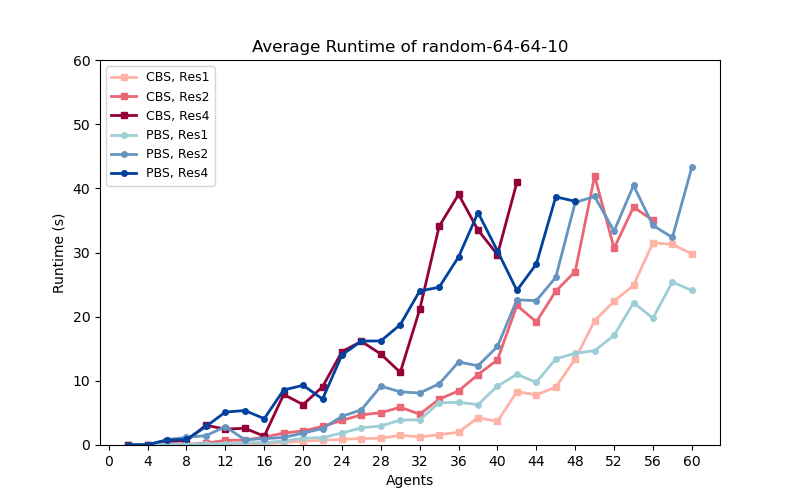 Average Runtime of random-64-64-10
60
50
40
30
20
10
0
Runtime (s)
CBS, Res1
CBS, Res2
CBS, Res4
PBS, Res1
PBS, Res2
PBS, Res4
0 4 8 12 16 20 24 28 32 36 40 44 48 52 56 60
Agents